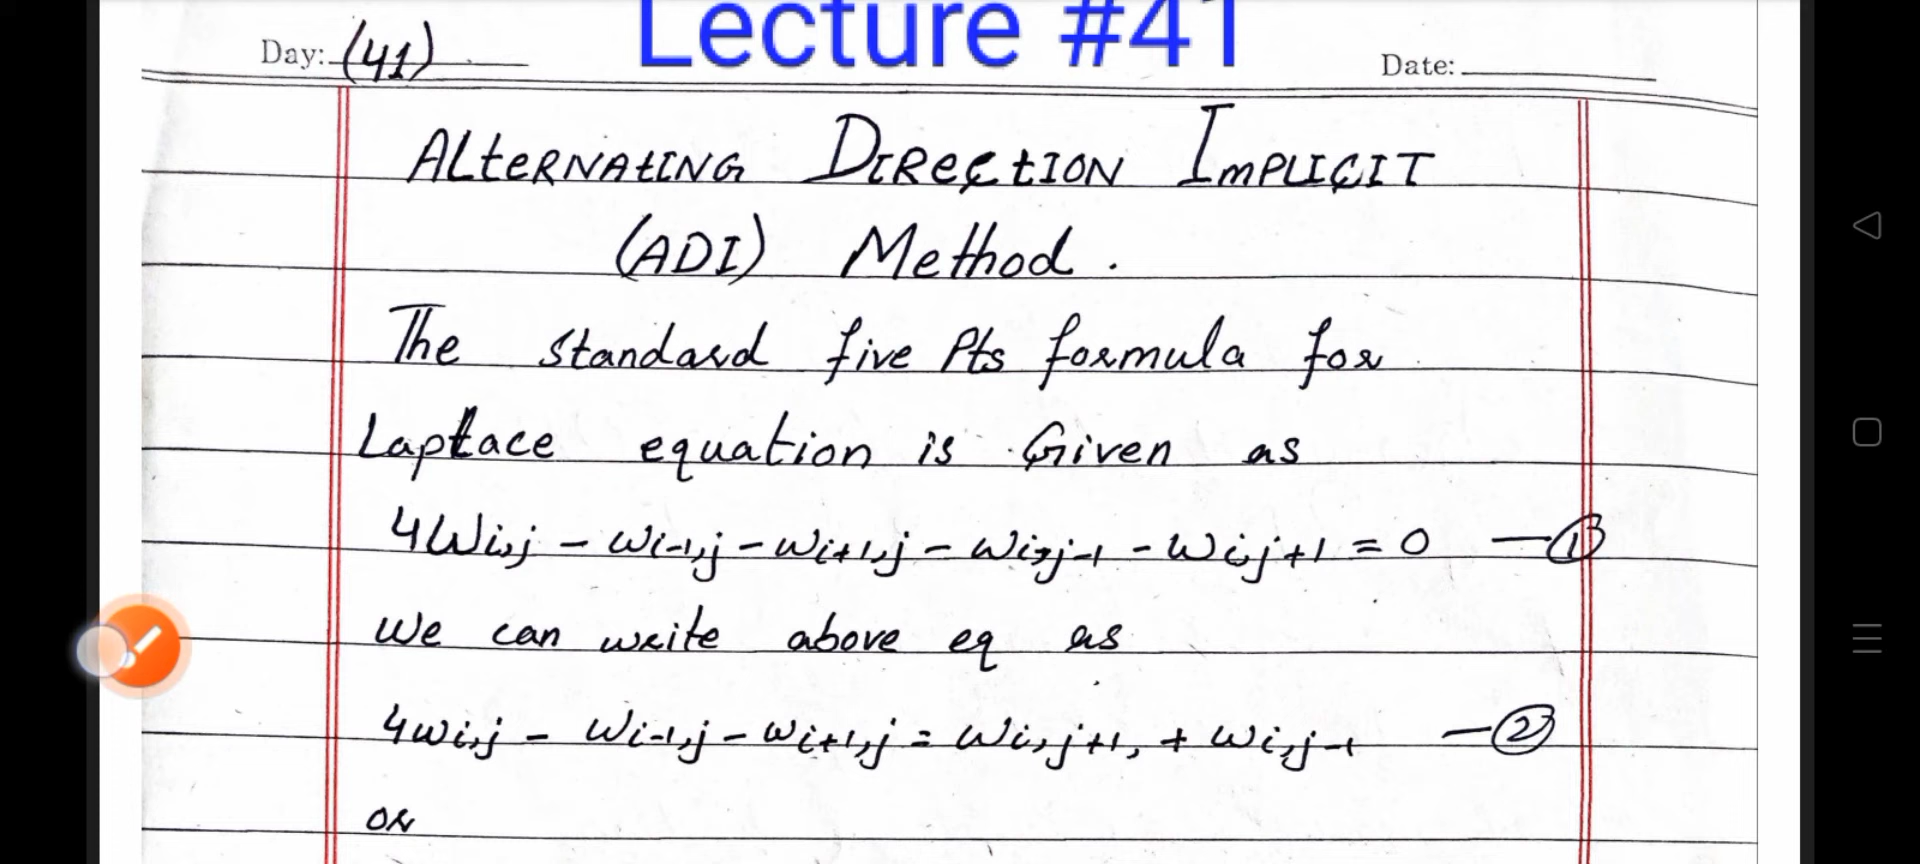 Lecture #41
Day: (41)
Date:
ALTERNATING DIRECTION IMPLICIT
(ADI) Method.
The standard five Pts formula for
Laplace equation is Given as
4Wi,j - Wi-1,j - Wi+1,j - Wi,j-1 - Wi,j+1 = 0 — ①
We can write above eq as
4Wi,j - Wi-1,j - Wi+1,j = Wi,j+1, + Wi,j-1 — ②
or